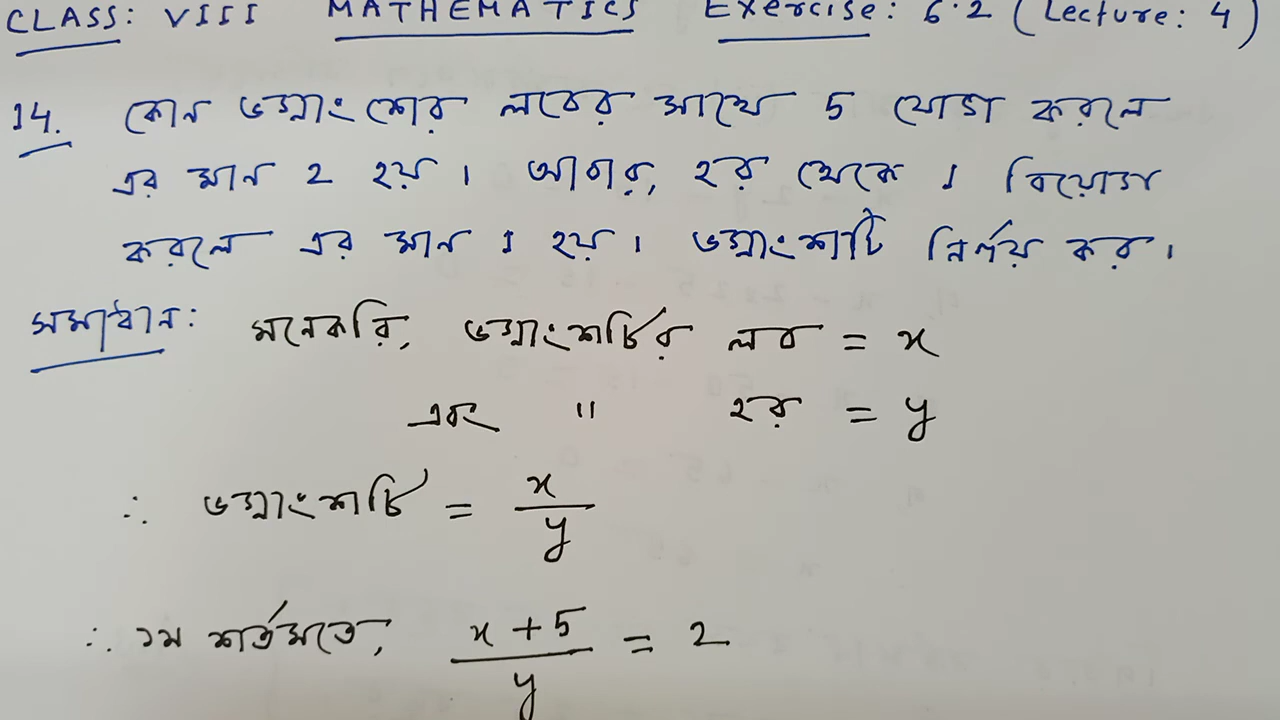 CLASS: VIII MATHEMATICS Exercise: 6.2 (Lecture: 4)
14. কোন ভগ্নাংশের লবের সাথে 5 যোগ করলে
এর মান 2 হয়। আবার, হর থেকে 1 বিয়োগ
করলে এর মান 1 হয়। ভগ্নাংশটি নির্ণয় কর।
সমাধান: মনেকরি, ভগ্নাংশটির লব = x
এবং " হর = y
∴ ভগ্নাংশটি = x/y
∴ ১ম শর্তমতে, x+5/y = 2